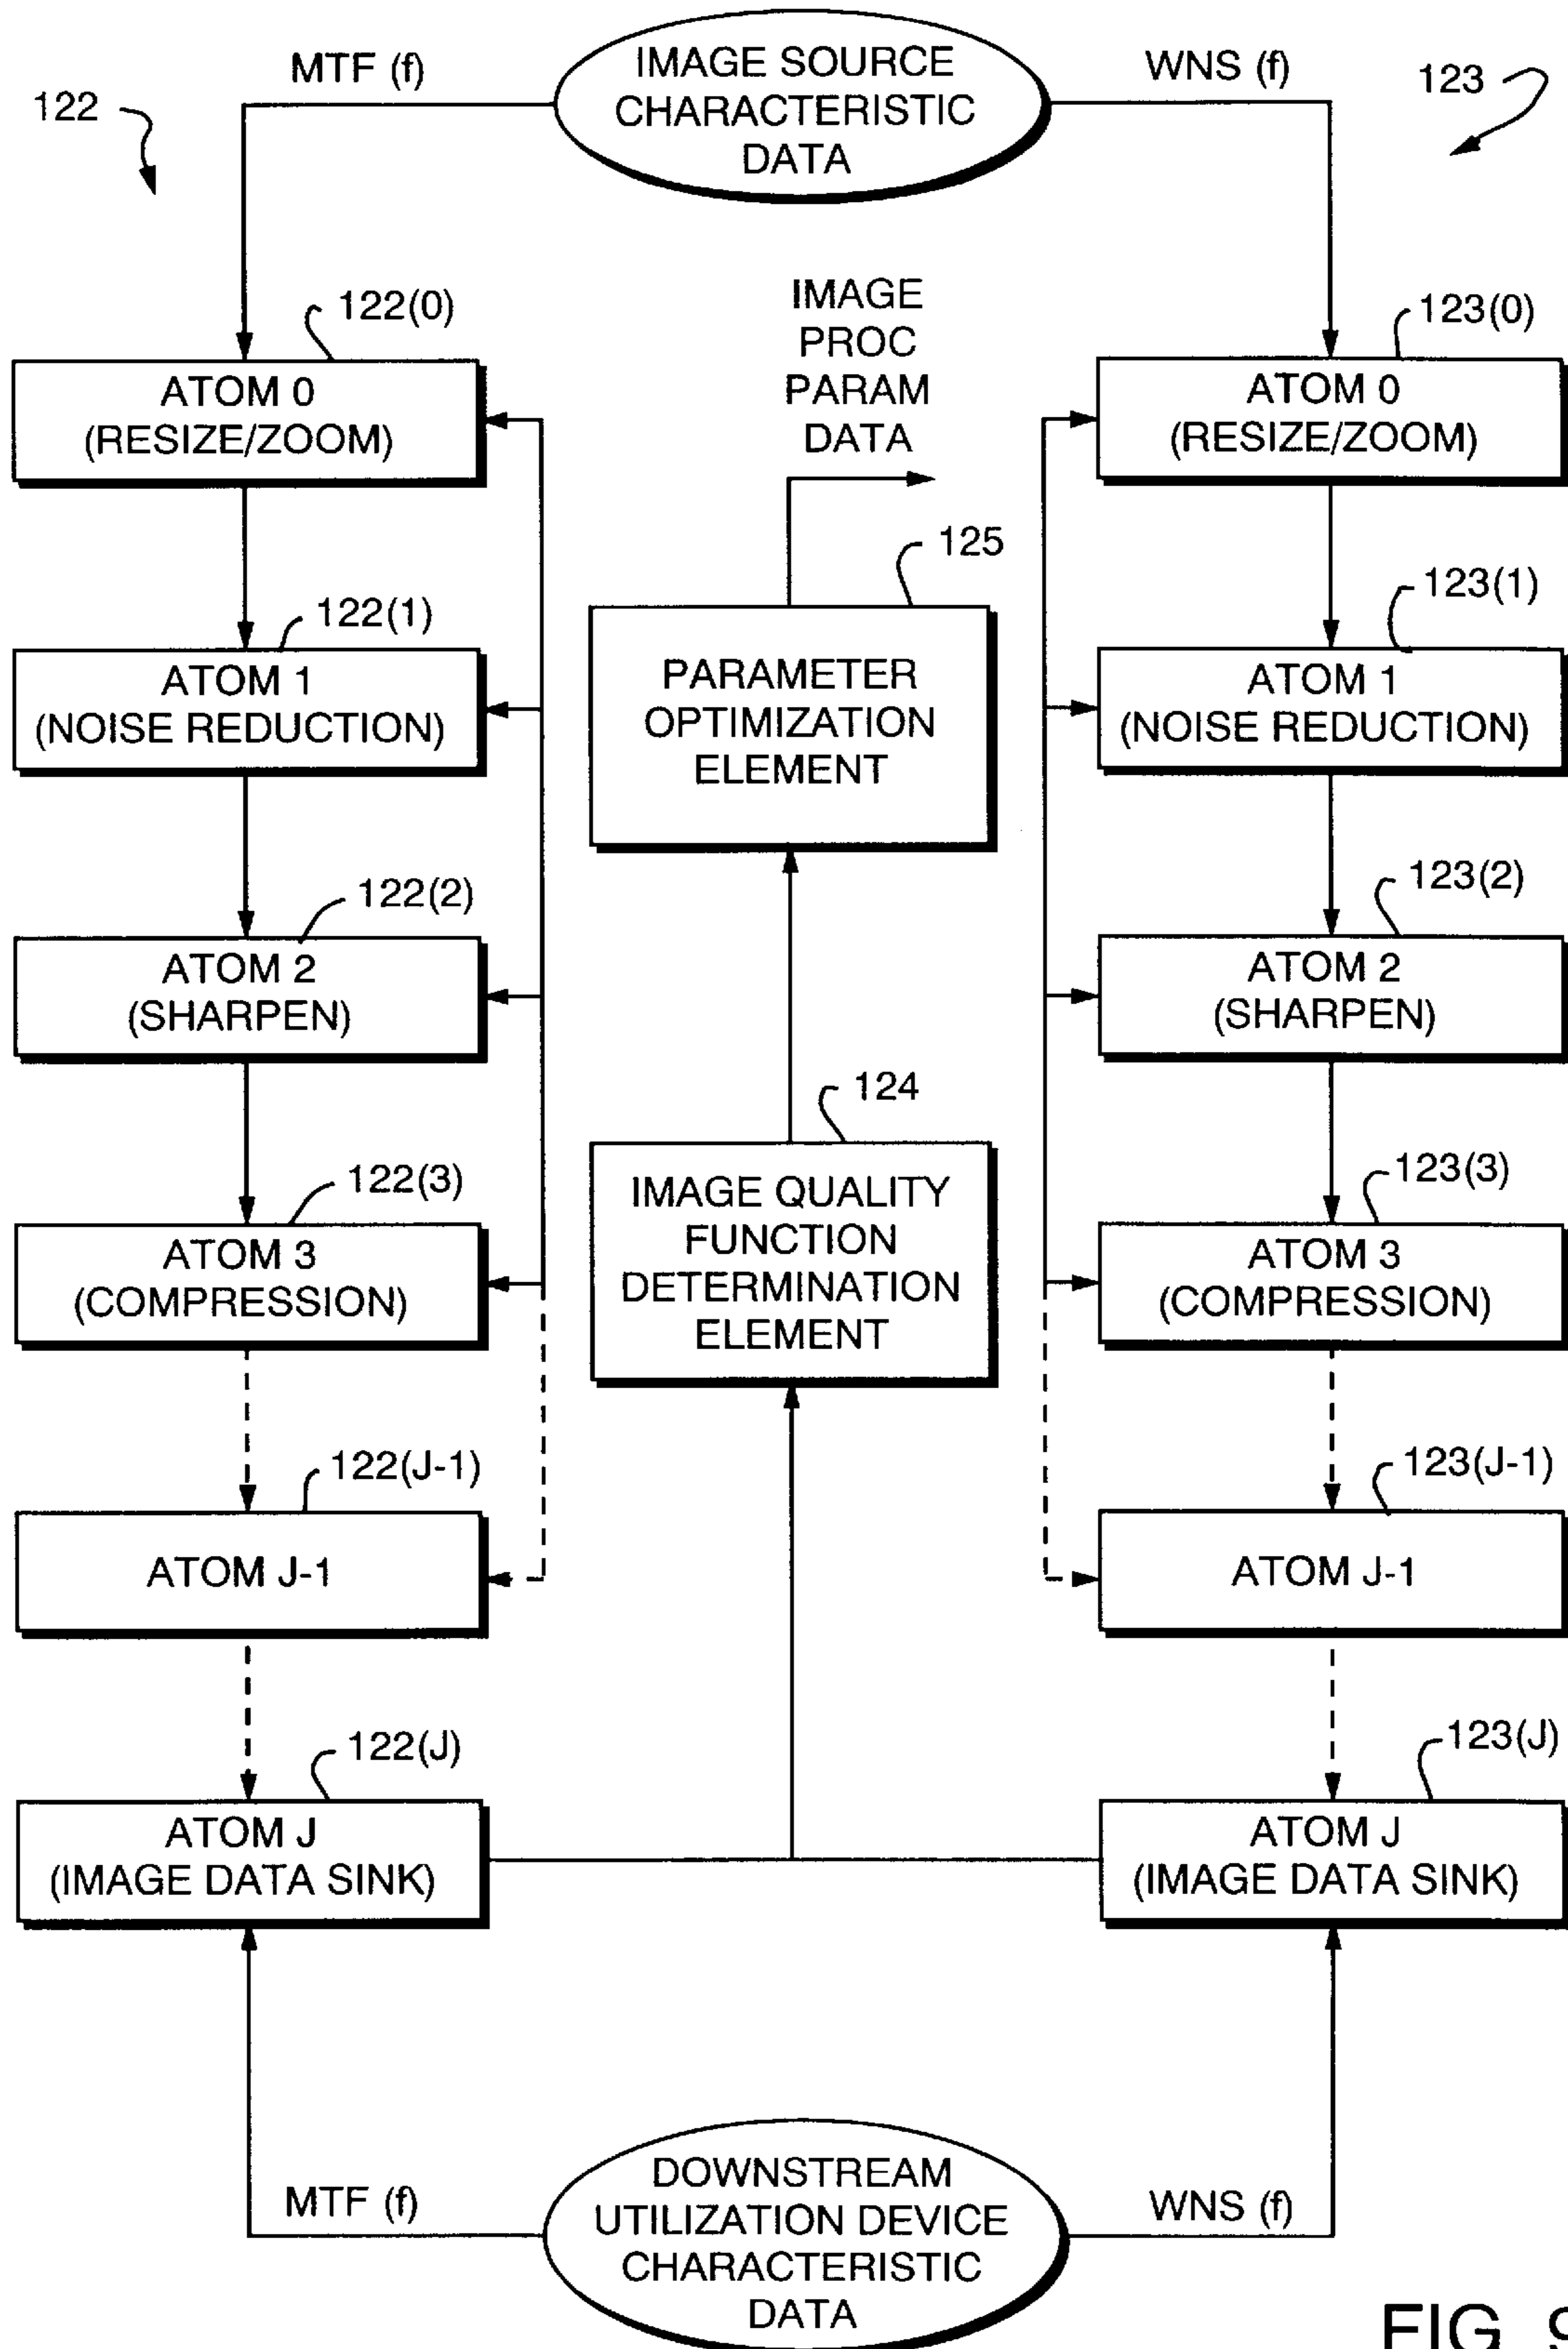 MTF (f)
IMAGE SOURCE
CHARACTERISTIC
DATA
WNS (f)
122
123
122(0)
ATOM 0
(RESIZE/ZOOM)
IMAGE
PROC
PARAM
DATA
123(0)
ATOM 0
(RESIZE/ZOOM)
122(1)
ATOM 1
(NOISE REDUCTION)
125
PARAMETER
OPTIMIZATION
ELEMENT
123(1)
ATOM 1
(NOISE REDUCTION)
122(2)
ATOM 2
(SHARPEN)
123(2)
ATOM 2
(SHARPEN)
124
IMAGE QUALITY
FUNCTION
DETERMINATION
ELEMENT
122(3)
ATOM 3
(COMPRESSION)
123(3)
ATOM 3
(COMPRESSION)
122(J-1)
ATOM J-1
123(J-1)
ATOM J-1
122(J)
ATOM J
(IMAGE DATA SINK)
123(J)
ATOM J
(IMAGE DATA SINK)
MTF (f)
DOWNSTREAM
UTILIZATION DEVICE
CHARACTERISTIC
DATA
WNS (f)
FIG.